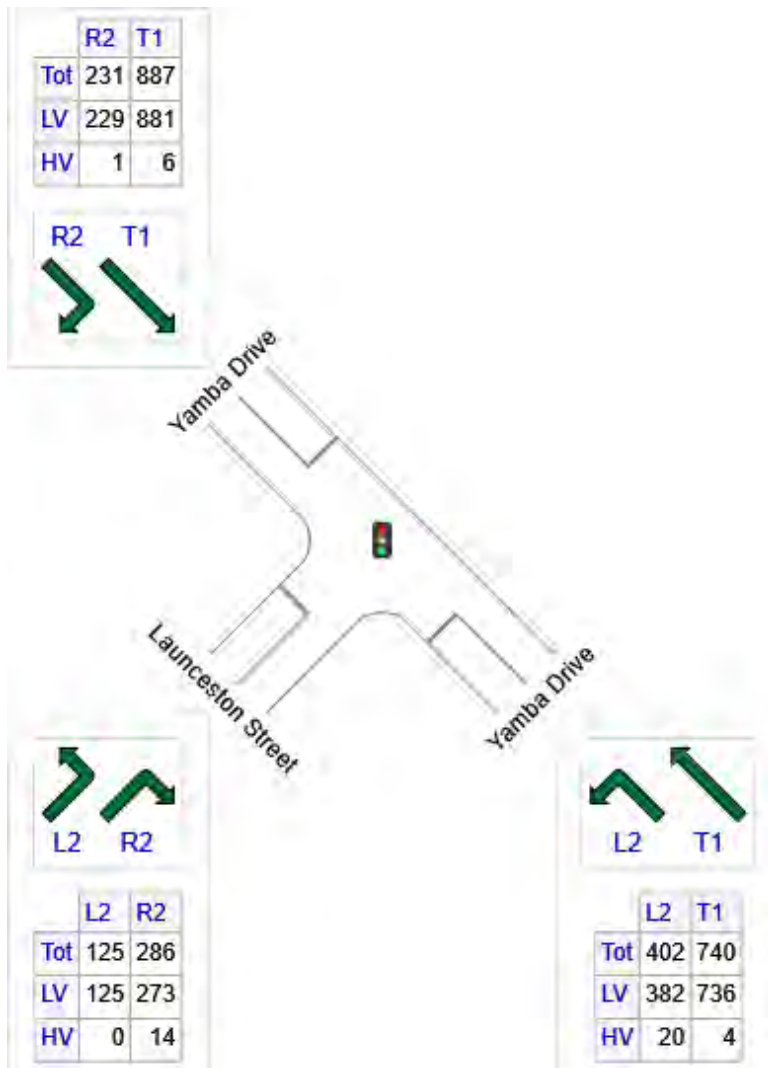 R2 T1
Tot 231 887
LV 229 881
HV 1 6
R2 T1
Yamba Drive
Launceston Street
Yamba Drive
L2 R2
L2 R2
Tot 125 286
LV 125 273
HV 0 14
L2 T1
L2 T1
Tot 402 740
LV 382 736
HV 20 4